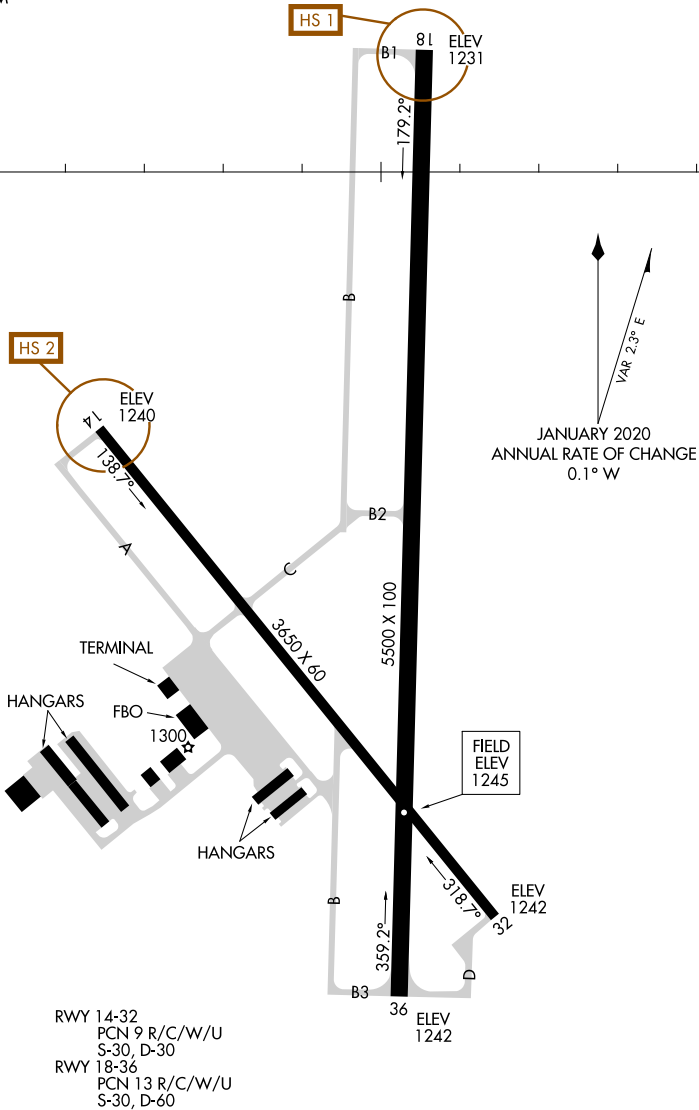 HS 1
18
ELEV
1231
B1
179.2°
B
HS 2
ELEV
1240
14
138.7°
VAR 2.3° E
JANUARY 2020
ANNUAL RATE OF CHANGE
0.1° W
A
B2
C
5500 X 100
3650 X 60
TERMINAL
HANGARS
FBO
1300
FIELD
ELEV
1245
HANGARS
318.7°
ELEV
1242
32
B
359.2°
D
B3
36
ELEV
1242
RWY 14-32
PCN 9 R/C/W/U
S-30, D-30
RWY 18-36
PCN 13 R/C/W/U
S-30, D-60